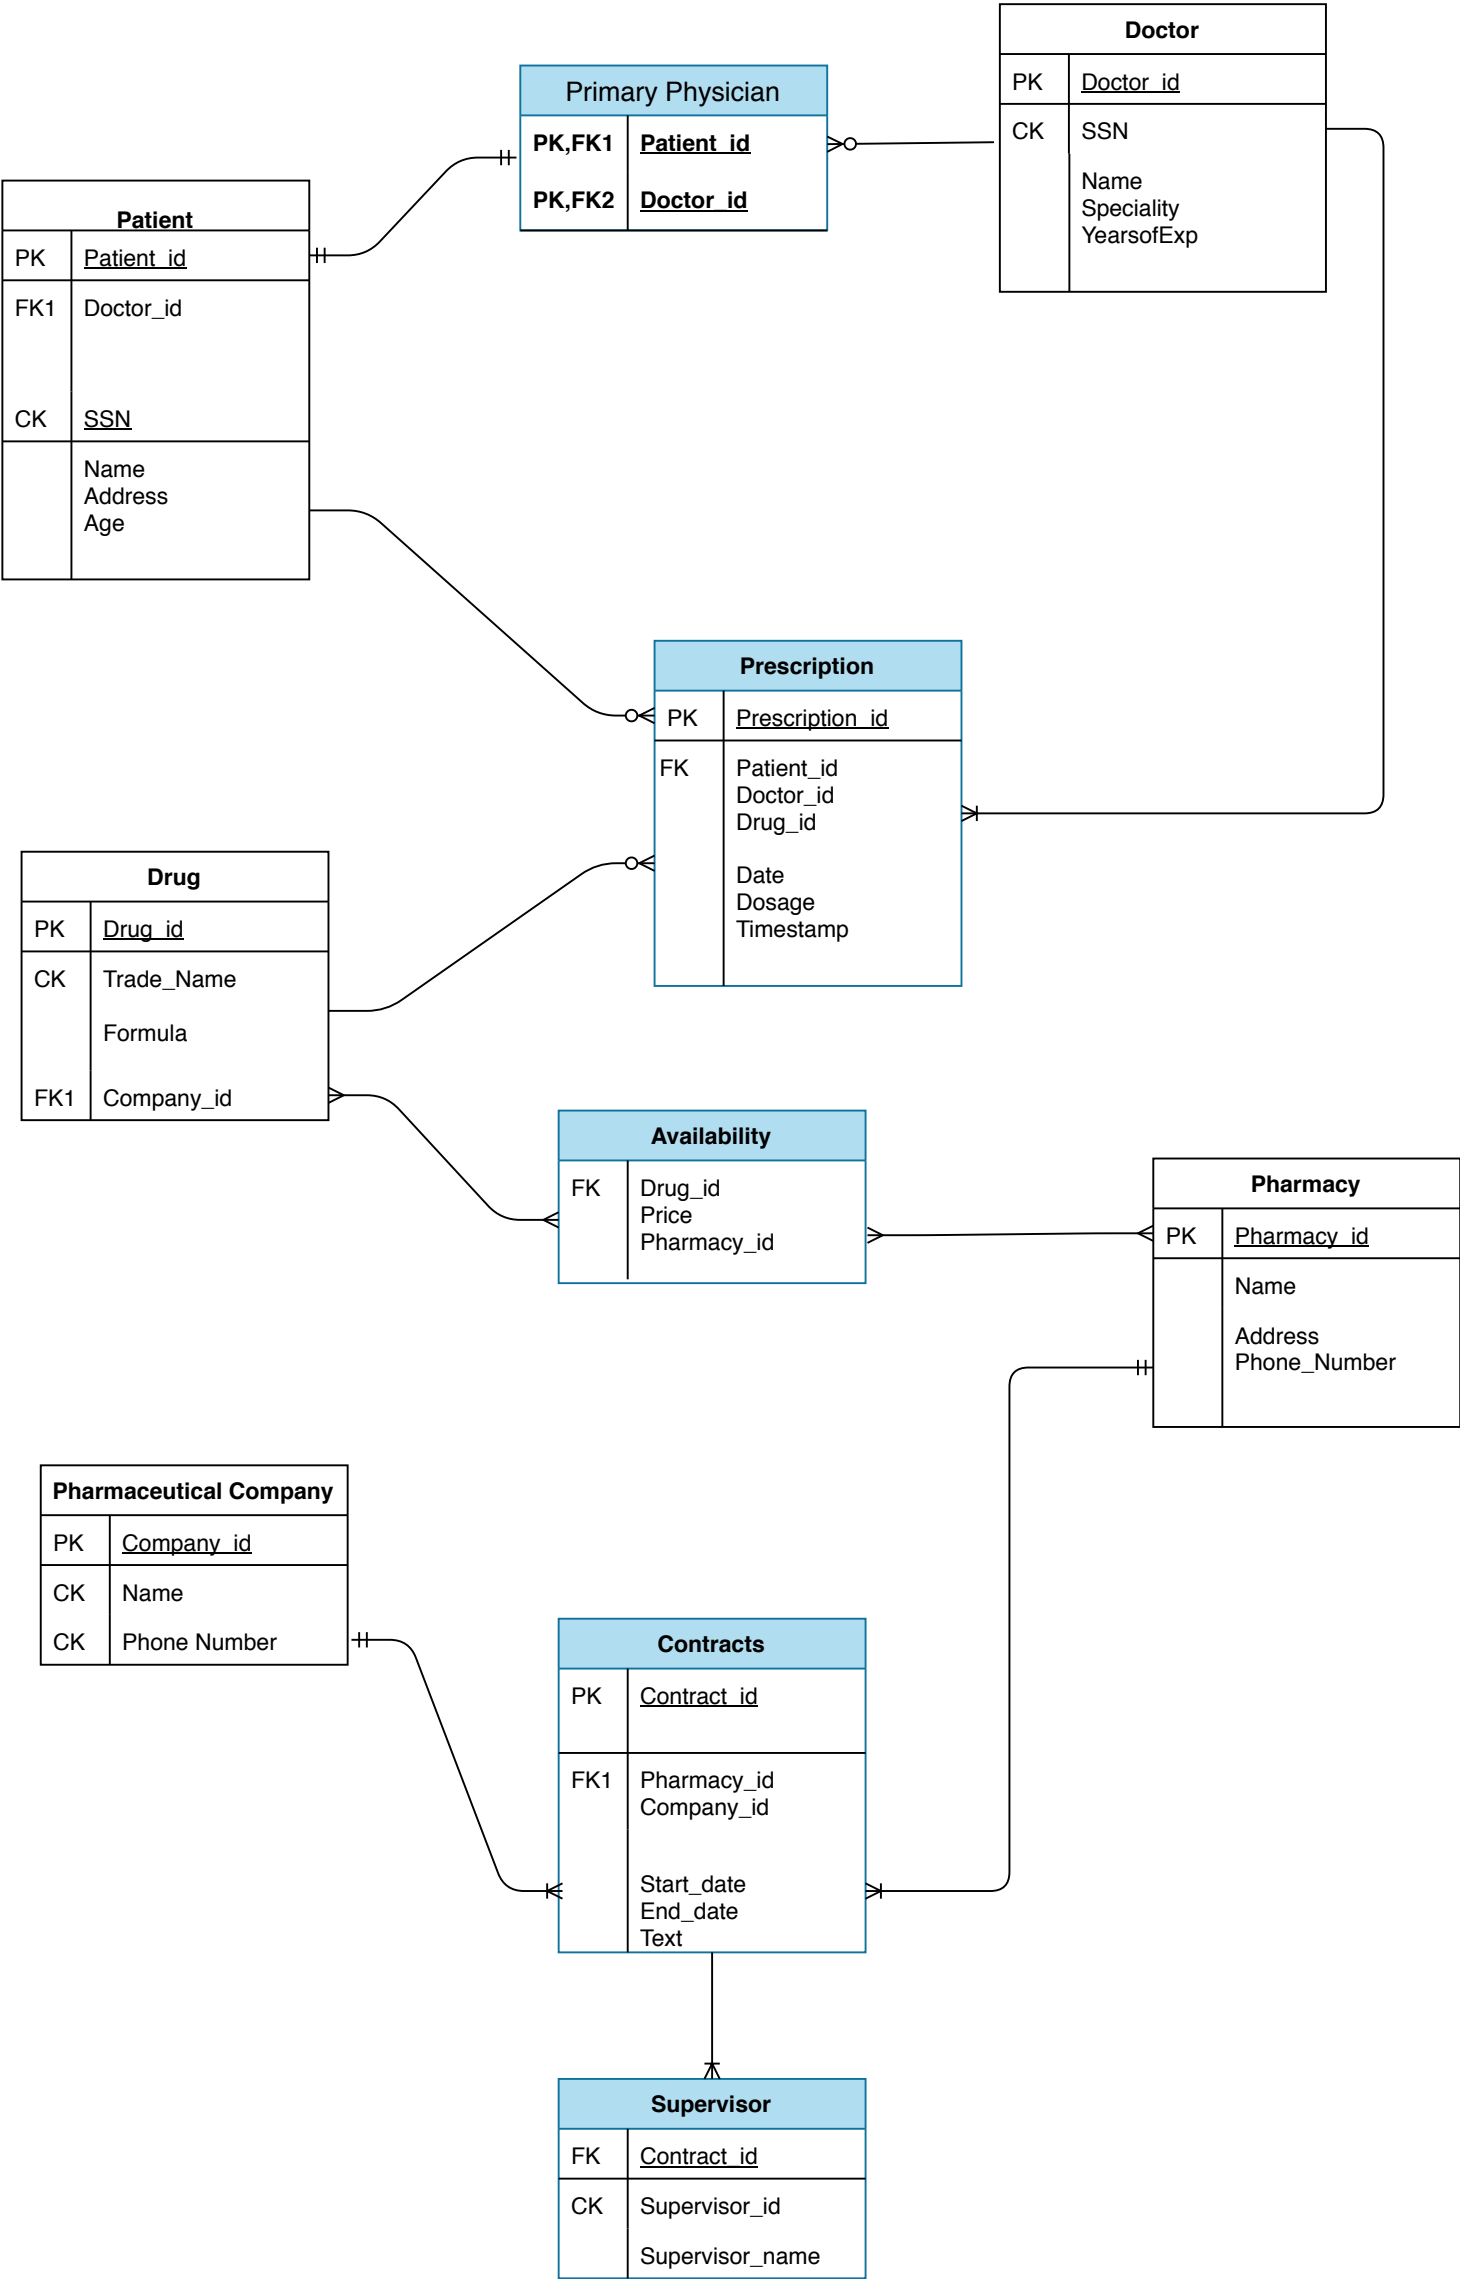 Doctor
PK Doctor_id
CK SSN
Name
Speciality
YearsofExp
Primary Physician
PK,FK1 Patient_id
PK,FK2 Doctor_id
Patient
PK Patient_id
FK1 Doctor_id
CK SSN
Name
Address
Age
Prescription
PK Prescription_id
FK Patient_id
Doctor_id
Drug_id
Date
Dosage
Timestamp
Drug
PK Drug_id
CK Trade_Name
Formula
FK1 Company_id
Availability
FK Drug_id
Price
Pharmacy_id
Pharmacy
PK Pharmacy_id
Name
Address
Phone_Number
Pharmaceutical Company
PK Company_id
CK Name
CK Phone Number
Contracts
PK Contract_id
FK1 Pharmacy_id
Company_id
Start_date
End_date
Text
Supervisor
FK Contract_id
CK Supervisor_id
Supervisor_name